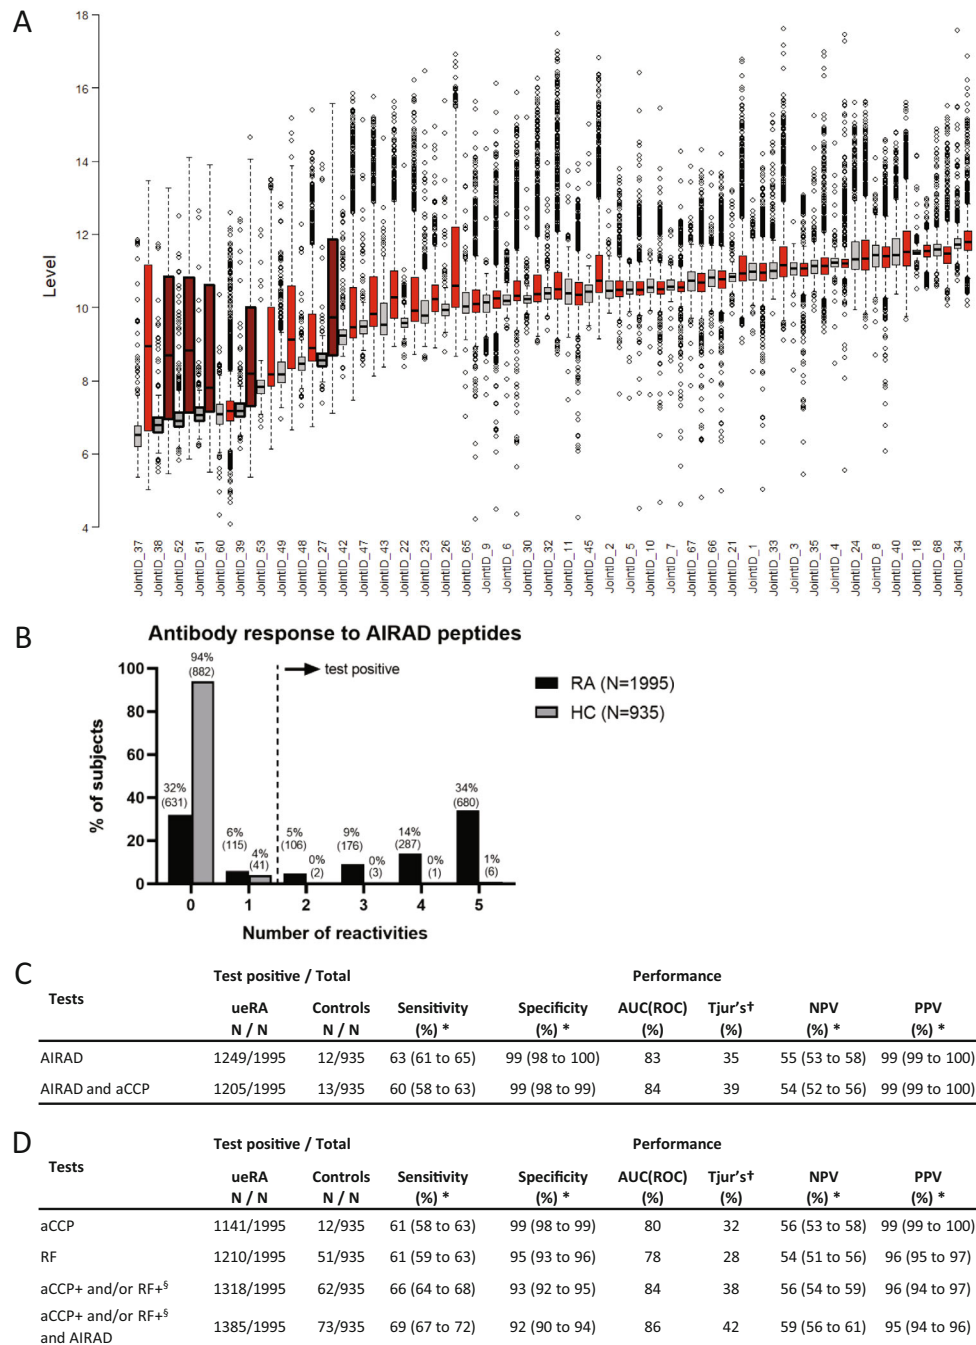 A
18
16
14
12
10
8
6
4
Level
JointID_37
JointID_38
JointID_52
JointID_51
JointID_60
JointID_39
JointID_53
JointID_49
JointID_48
JointID_27
JointID_42
JointID_47
JointID_43
JointID_22
JointID_23
JointID_26
JointID_65
JointID_9
JointID_6
JointID_30
JointID_32
JointID_11
JointID_45
JointID_2
JointID_5
JointID_10
JointID_7
JointID_67
JointID_66
JointID_21
JointID_1
JointID_33
JointID_3
JointID_35
JointID_4
JointID_24
JointID_8
JointID_40
JointID_18
JointID_68
JointID_34
B
Antibody response to AIRAD peptides
94%
(882)
test positive
RA (N=1995)
HC (N=935)
100
80
60
40
20
0
% of subjects
32%
(631)
6%
(115)
4%
(41)
5%
(106)
0%
(2)
9%
(176)
0%
(3)
14%
(287)
0%
(1)
34%
(680)
1%
(6)
0 1 2 3 4 5
Number of reactivities
C
Test positive / Total Performance
Tests ueRA N / N Controls N / N Sensitivity (%) * Specificity (%) * AUC(ROC) (%) Tjur's† (%) NPV (%) * PPV (%) *
AIRAD 1249/1995 12/935 63 (61 to 65) 99 (98 to 100) 83 35 55 (53 to 58) 99 (99 to 100)
AIRAD and aCCP 1205/1995 13/935 60 (58 to 63) 99 (98 to 99) 84 39 54 (52 to 56) 99 (99 to 100)
D
Test positive / Total Performance
Tests ueRA N / N Controls N / N Sensitivity (%) * Specificity (%) * AUC(ROC) (%) Tjur's† (%) NPV (%) * PPV (%) *
aCCP 1141/1995 12/935 61 (58 to 63) 99 (98 to 99) 80 32 56 (53 to 58) 99 (99 to 100)
RF 1210/1995 51/935 61 (59 to 63) 95 (93 to 96) 78 28 54 (51 to 56) 96 (95 to 97)
aCCP+ and/or RF+§ 1318/1995 62/935 66 (64 to 68) 93 (92 to 95) 84 38 56 (54 to 59) 96 (94 to 97)
aCCP+ and/or RF+§
and AIRAD 1385/1995 73/935 69 (67 to 72) 92 (90 to 94) 86 42 59 (56 to 61) 95 (94 to 96)